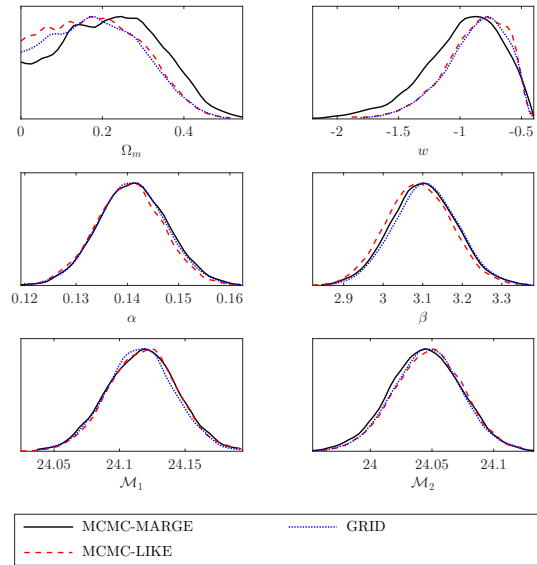 0 0.2 0.4 -2 -1.5 -1 -0.5
Ωm w
0.12 0.13 0.14 0.15 0.16 2.9 3 3.1 3.2 3.3
α β
24.05 24.1 24.15 24 24.05 24.1
ℳ1 ℳ2
MCMC-MARGE GRID
MCMC-LIKE